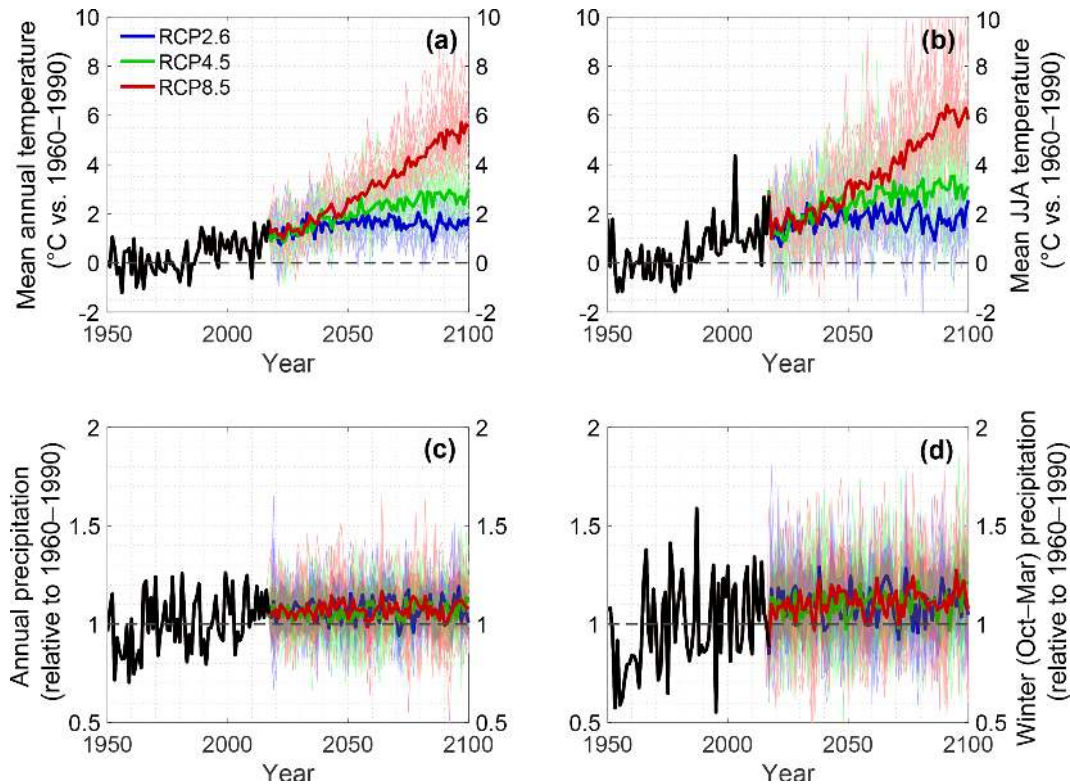 10
8
6
4
2
0
-2
(a)
RCP2.6
RCP4.5
RCP8.5
10
8
6
4
2
0
-2
1950 2000 2050 2100
Year
Mean annual temperature
(°C vs. 1960–1990)
10
8
6
4
2
0
-2
(b)
10
8
6
4
2
0
-2
1950 2000 2050 2100
Year
Mean JJA temperature
(°C vs. 1960–1990)
2
1.5
1
0.5
(c)
2
1.5
1
0.5
1950 2000 2050 2100
Year
Annual precipitation
(relative to 1960–1990)
2
1.5
1
0.5
(d)
2
1.5
1
0.5
1950 2000 2050 2100
Year
Winter (Oct–Mar) precipitation
(relative to 1960–1990)